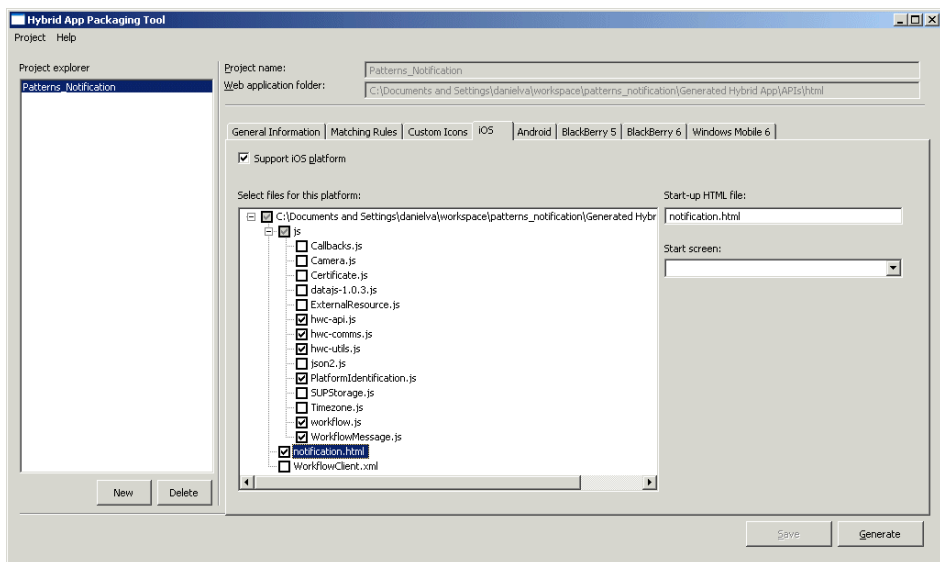 Hybrid App Packaging Tool
Project Help
Project explorer
Patterns_Notification
Project name:
Patterns_Notification
Web application folder:
C:\Documents and Settings\danielva\workspace\patterns_notification\Generated Hybrid App\APIs\html
General Information
Matching Rules
Custom Icons
iOS
Android
BlackBerry 5
BlackBerry 6
Windows Mobile 6
Support iOS platform
Select files for this platform:
C:\Documents and Settings\danielva\workspace\patterns_notification\Generated Hybr
js
Callbacks.js
Camera.js
Certificate.js
datajs-1.0.3.js
ExternalResource.js
hwc-api.js
hwc-comms.js
hwc-utils.js
json2.js
PlatformIdentification.js
SUPStorage.js
Timezone.js
workflow.js
WorkflowMessage.js
notification.html
WorkflowClient.xml
Start-up HTML file:
notification.html
Start screen:
New
Delete
Save
Generate